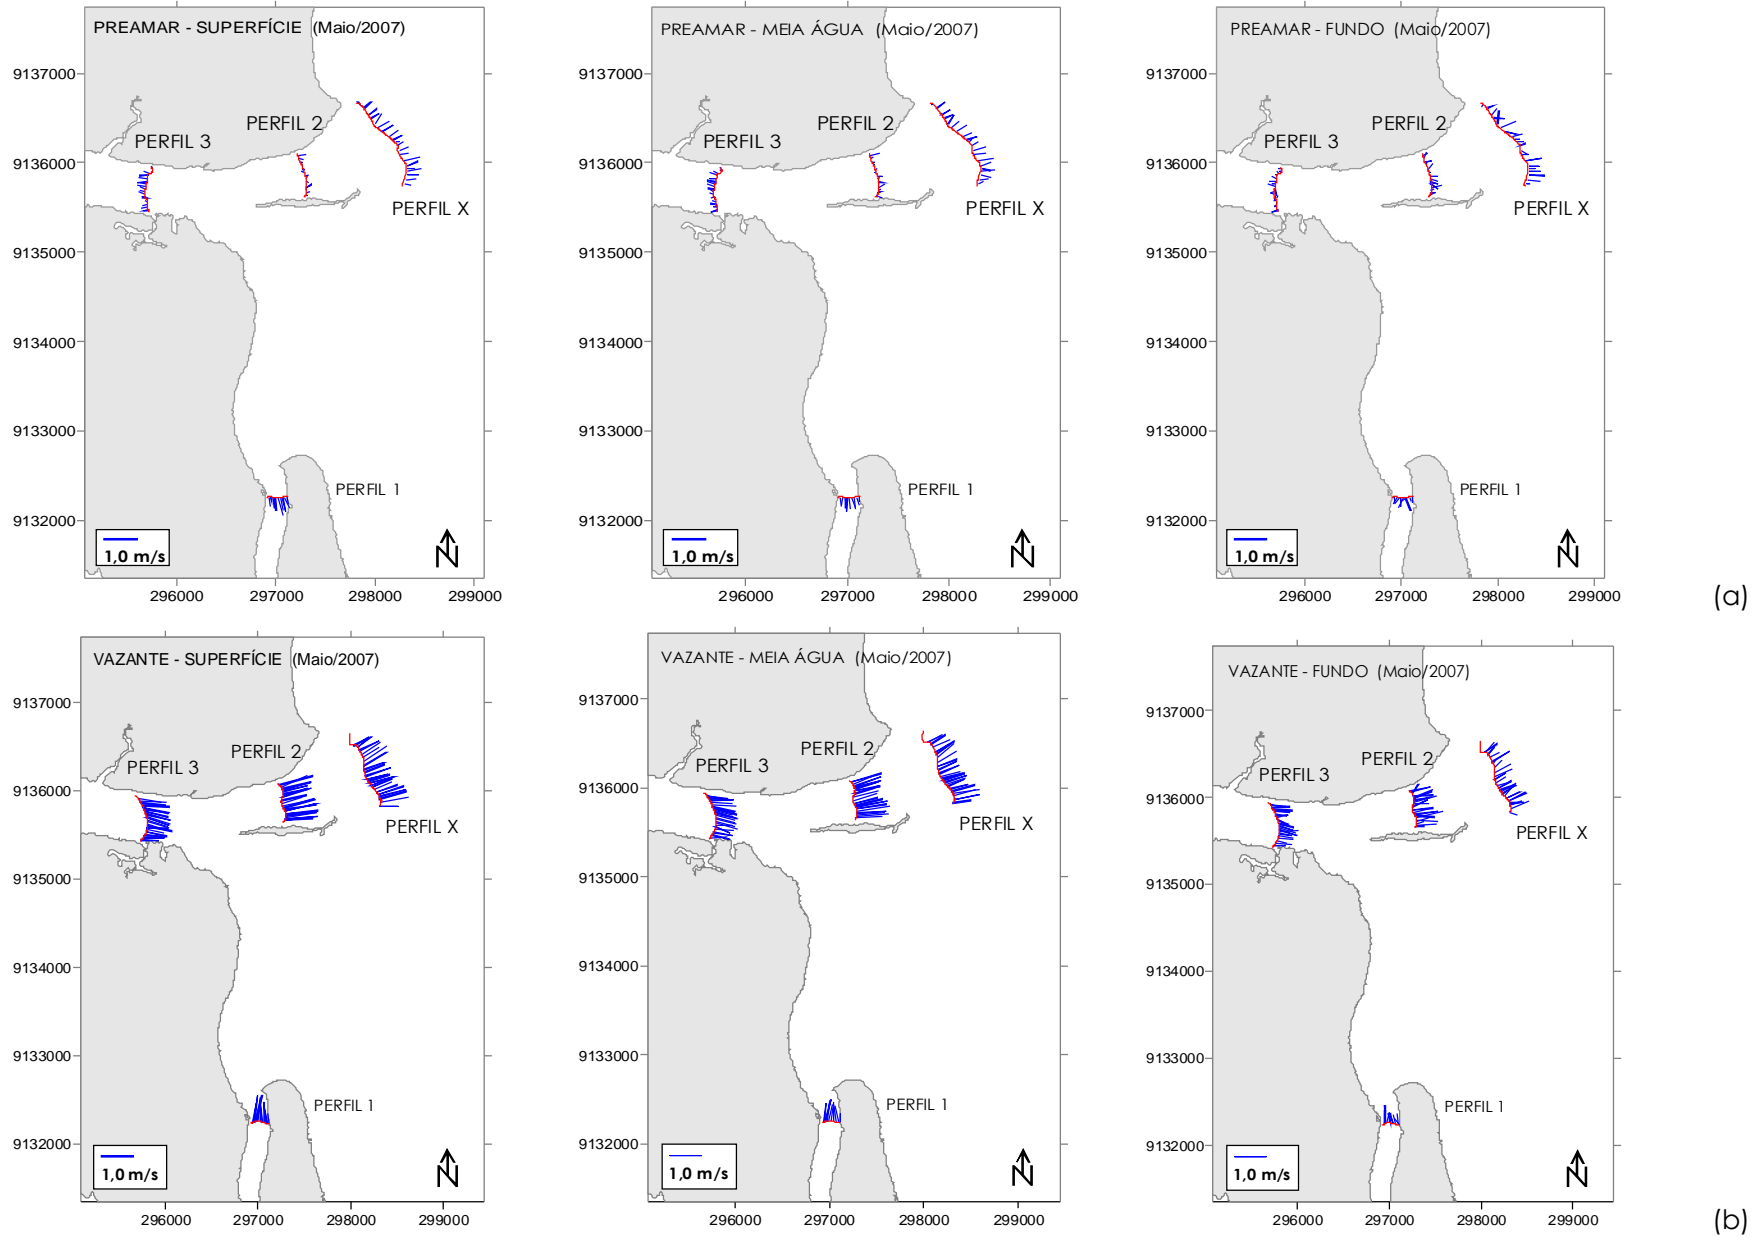 PREAMAR - SUPERFÍCIE (Maio/2007)
9137000
9136000
9135000
9134000
9133000
9132000
PERFIL 2
PERFIL 3
PERFIL X
PERFIL 1
1,0 m/s
N
296000 297000 298000 299000
PREAMAR - MEIA ÁGUA (Maio/2007)
9137000
9136000
9135000
9134000
9133000
9132000
PERFIL 2
PERFIL 3
PERFIL X
PERFIL 1
1,0 m/s
N
296000 297000 298000 299000
PREAMAR - FUNDO (Maio/2007)
9137000
9136000
9135000
9134000
9133000
9132000
PERFIL 2
PERFIL 3
PERFIL X
PERFIL 1
1,0 m/s
N
296000 297000 298000 299000
(a)
VAZANTE - SUPERFÍCIE (Maio/2007)
9137000
9136000
9135000
9134000
9133000
9132000
PERFIL 2
PERFIL 3
PERFIL X
PERFIL 1
1,0 m/s
N
296000 297000 298000 299000
VAZANTE - MEIA ÁGUA (Maio/2007)
9137000
9136000
9135000
9134000
9133000
9132000
PERFIL 2
PERFIL 3
PERFIL X
PERFIL 1
1,0 m/s
N
296000 297000 298000 299000
VAZANTE - FUNDO (Maio/2007)
9137000
9136000
9135000
9134000
9133000
9132000
PERFIL 2
PERFIL 3
PERFIL X
PERFIL 1
1,0 m/s
N
296000 297000 298000 299000
(b)